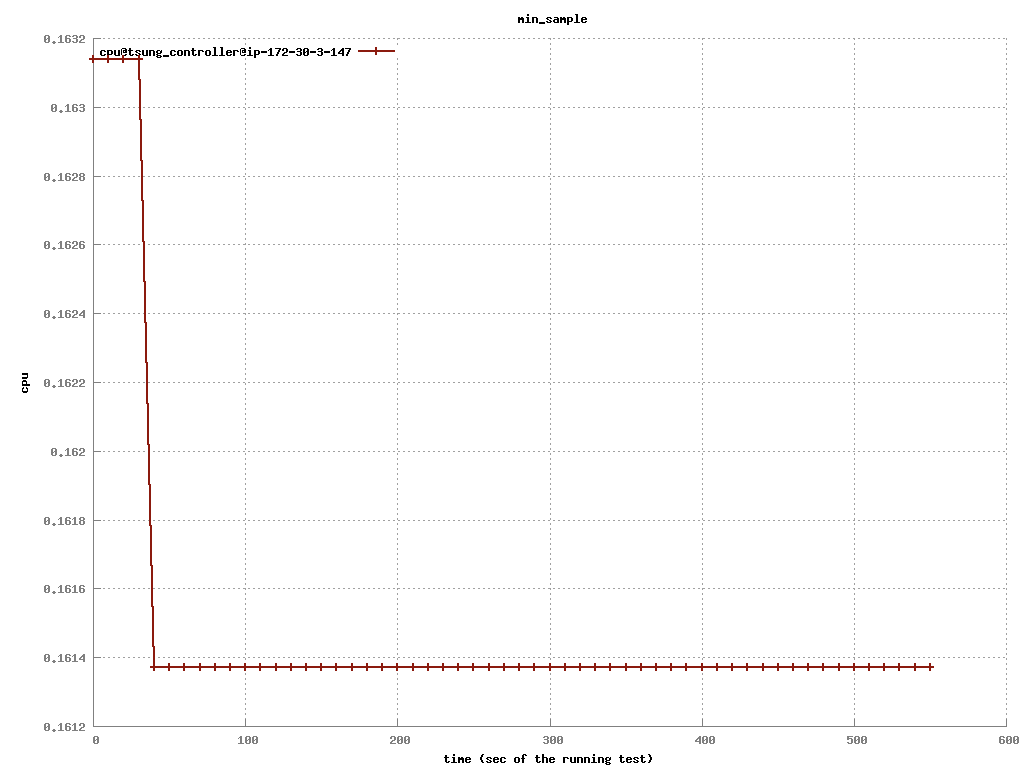 min_sample
cpu@tsung_controller@ip-172-30-3-147
0.1632
0.163
0.1628
0.1626
0.1624
0.1622
0.162
0.1618
0.1616
0.1614
0.1612
cpu
0 100 200 300 400 500 600
time (sec of the running test)